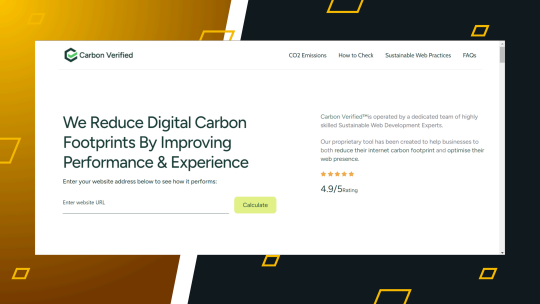 Carbon Verified
CO2 Emissions How to Check Sustainable Web Practices FAQs
We Reduce Digital Carbon
Footprints By Improving
Performance & Experience
Enter your website address below to see how it performs:
Enter website URL
Calculate
Carbon Verified™is operated by a dedicated team of highly
skilled Sustainable Web Development Experts.
Our proprietary tool has been created to help businesses to
both reduce their internet carbon footprint and optimise their
web presence.
4.9/5Rating